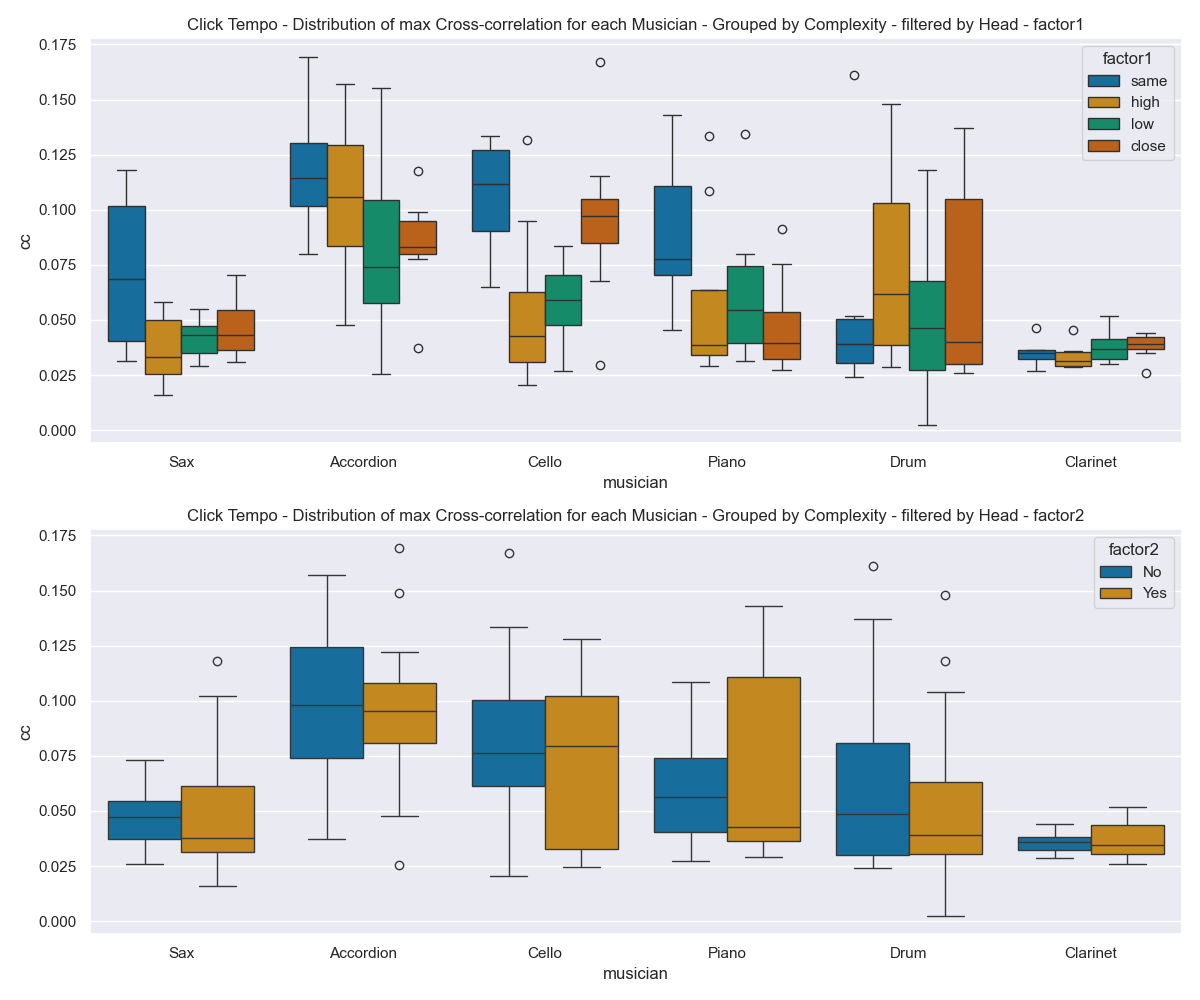 Click Tempo - Distribution of max Cross-correlation for each Musician - Grouped by Complexity - filtered by Head - factor1
0.175
0.150
0.125
0.100
0.075
0.050
0.025
0.000
cc
factor1
same
high
low
close
Sax Accordion Cello Piano Drum Clarinet
musician
Click Tempo - Distribution of max Cross-correlation for each Musician - Grouped by Complexity - filtered by Head - factor2
0.175
0.150
0.125
0.100
0.075
0.050
0.025
0.000
cc
factor2
No
Yes
Sax Accordion Cello Piano Drum Clarinet
musician